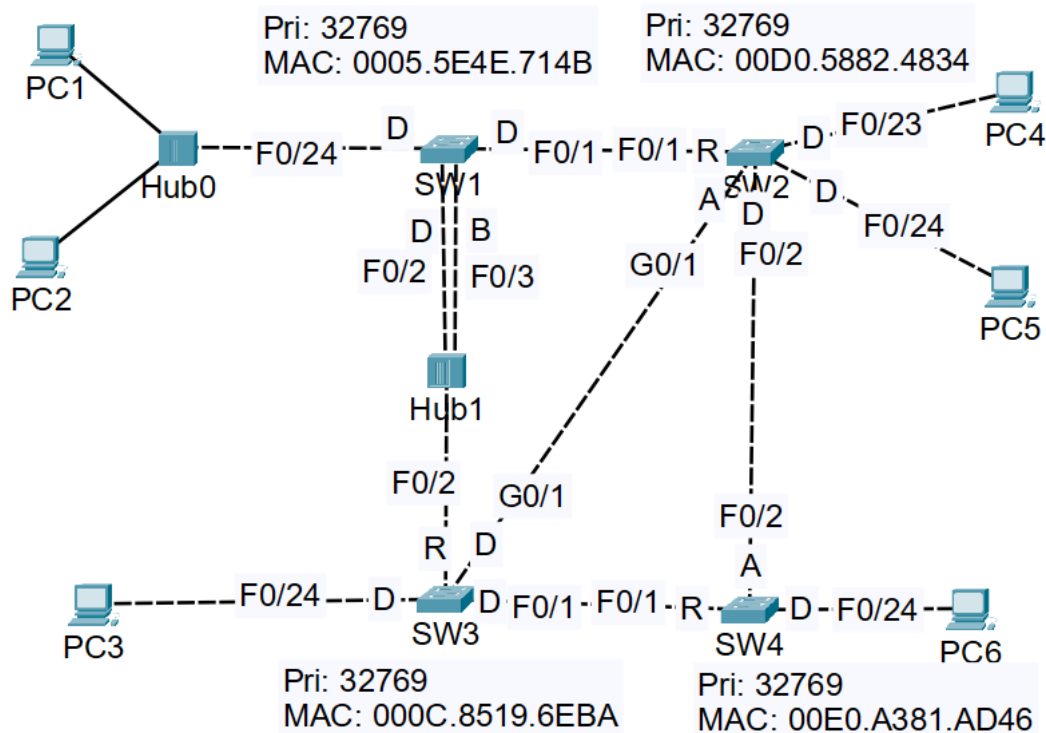 Pri: 32769
MAC: 0005.5E4E.714B
Pri: 32769
MAC: 00D0.5882.4834
PC1
PC4
D
D
F0/24
F0/1
F0/1
R
D
F0/23
Hub0
SW1
SW2
A
D
D
F0/24
D
B
F0/2
F0/3
F0/2
G0/1
PC2
PC5
Hub1
F0/2
G0/1
F0/2
R
D
A
F0/24
D
D
F0/1
F0/1
R
D
F0/24
PC3
SW3
SW4
PC6
Pri: 32769
MAC: 000C.8519.6EBA
Pri: 32769
MAC: 00E0.A381.AD46